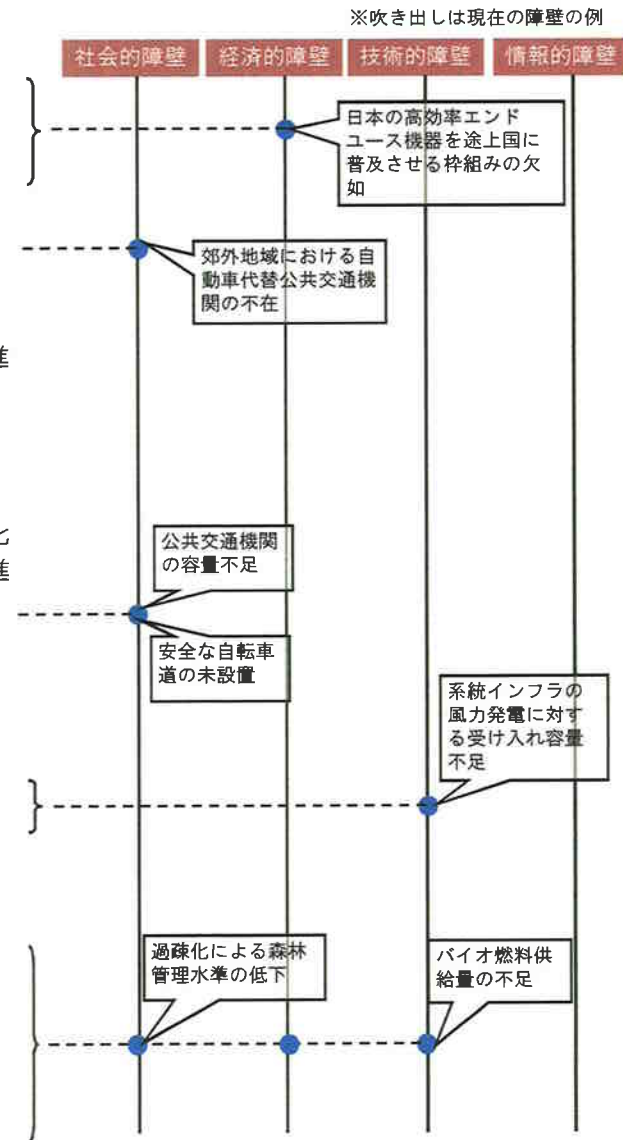 ※吹き出しは現在の障壁の例
社会的障壁
経済的障壁
技術的障壁
情報的障壁
日本の高効率エンド
ユース機器を途上国に
普及させる枠組みの欠
如
郊外地域における自
動車代替公共交通機
関の不在
進
公共交通機関
の容量不足
化
進
安全な自転車
道の未設置
系統インフラの
風力発電に対す
る受け入れ容量
不足
過疎化による森林
管理水準の低下
バイオ燃料供
給量の不足